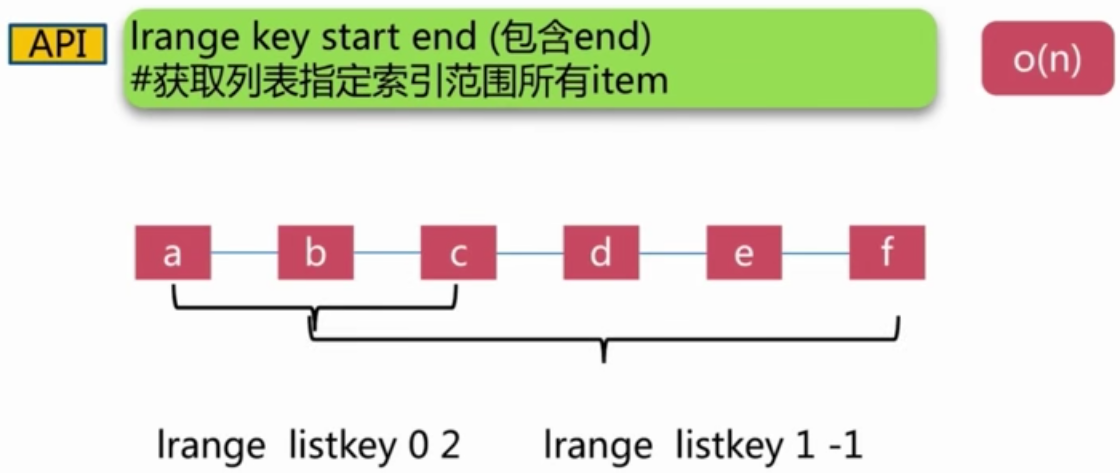 API
lrange key start end (包含end)
#获取列表指定索引范围所有item
o(n)
a b c d e f
lrange listkey 0 2
lrange listkey 1 -1